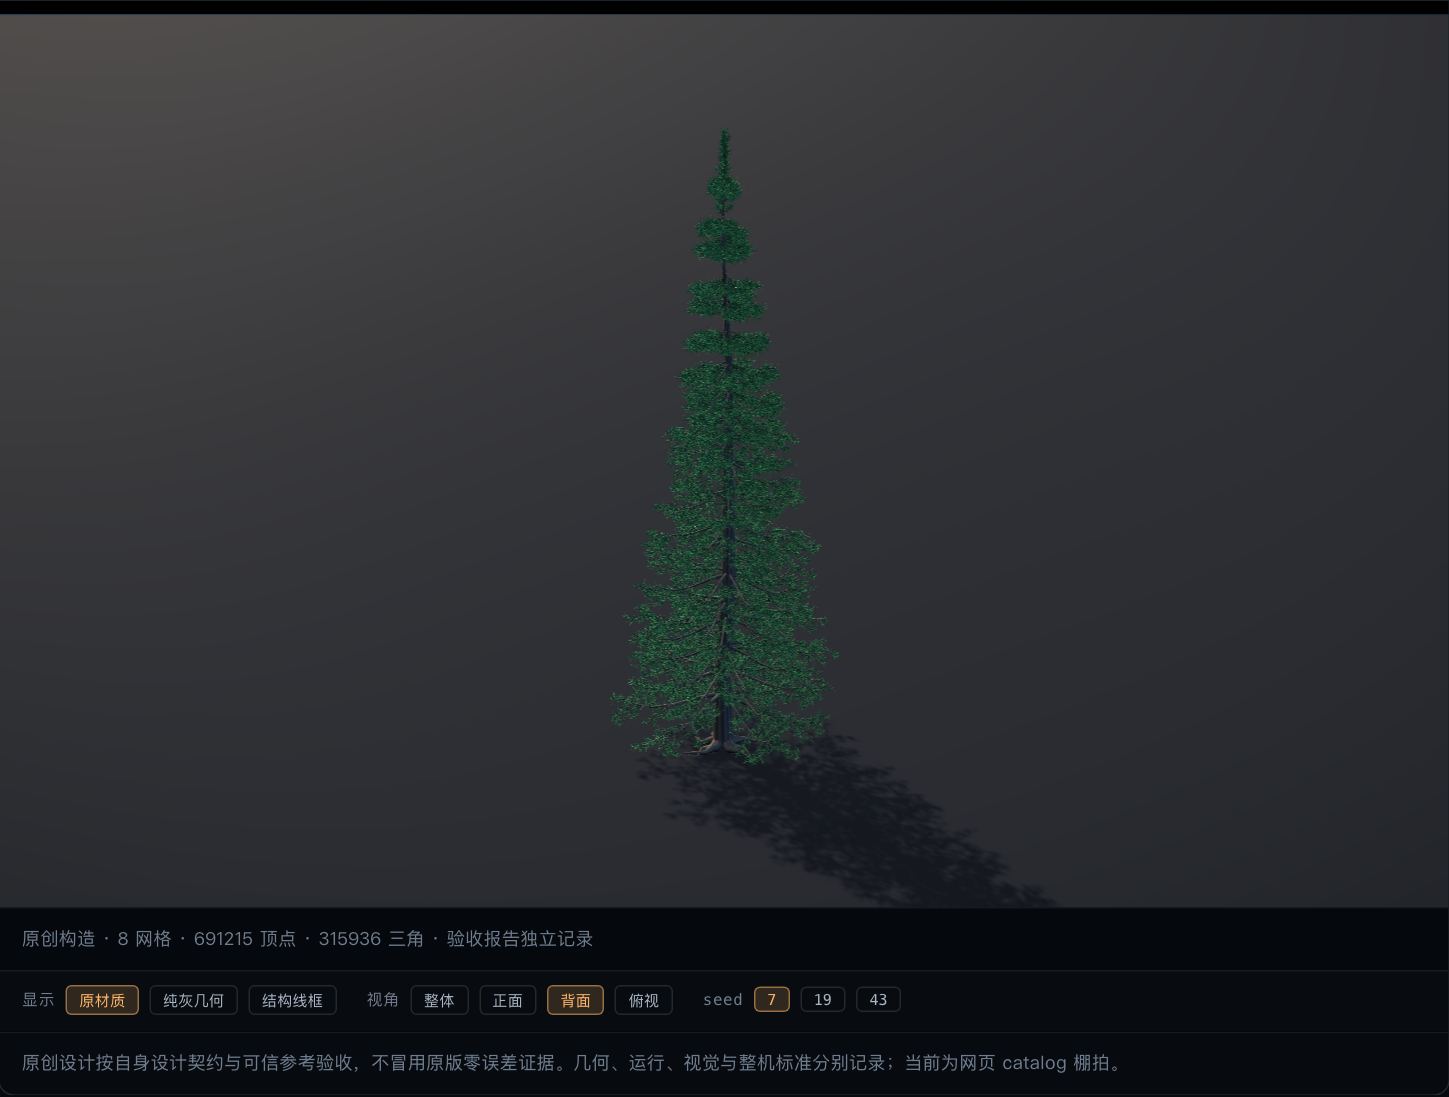 原创构造 · 8 网格 · 691215 顶点 · 315936 三角 · 验收报告独立记录
显示 原材质 纯灰几何 结构线框 视角 整体 正面 背面 俯视 seed 7 19 43
原创设计按自身设计契约与可信参考验收，不冒用原版零误差证据。几何、运行、视觉与整机标准分别记录；当前为网页 catalog 棚拍。